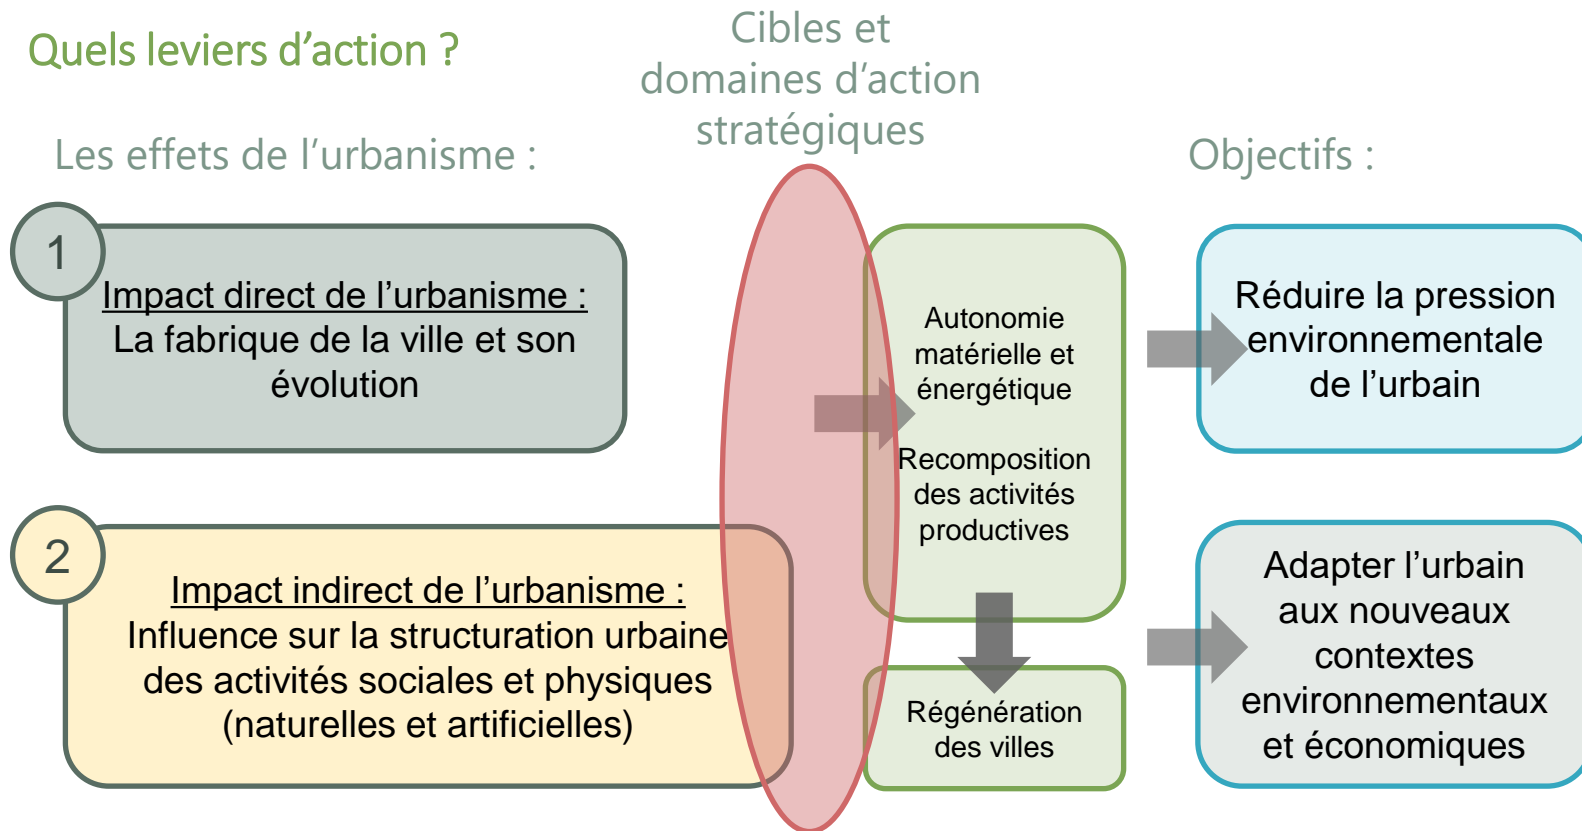 Quels leviers d’action ?
Cibles et
domaines d’action
stratégiques
Les effets de l’urbanisme :
Objectifs :
1
Impact direct de l’urbanisme :
La fabrique de la ville et son
évolution
2
Impact indirect de l’urbanisme :
Influence sur la structuration urbaine
des activités sociales et physiques
(naturelles et artificielles)
Autonomie
matérielle et
énergétique
Recomposition
des activités
productives
Régénération
des villes
Réduire la pression
environnementale
de l’urbain
Adapter l’urbain
aux nouveaux
contextes
environnementaux
et économiques